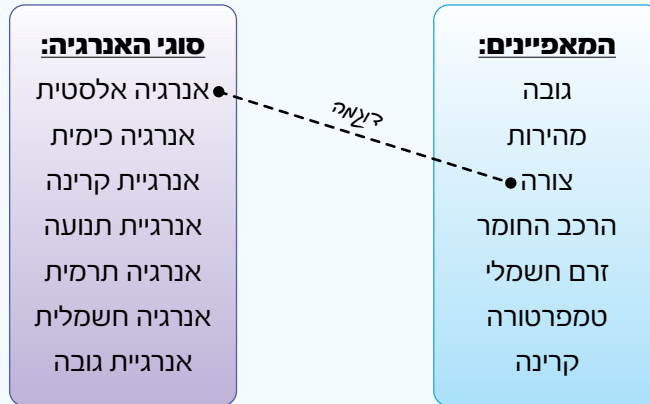 המאפיינים:
גובה
מהירות
צורה
הרכב החומר
זרם חשמלי
טמפרטורה
קרינה
דוגמה
סוגי האנרגיה:
אנרגיה אלסטית
אנרגיה כימית
אנרגיית קרינה
אנרגיית תנועה
אנרגיה תרמית
אנרגיה חשמלית
אנרגיית גובה